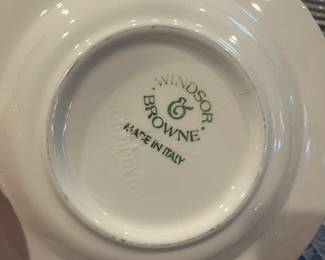 · WINDSOR ·
&
BROWNE
MADE IN ITALY